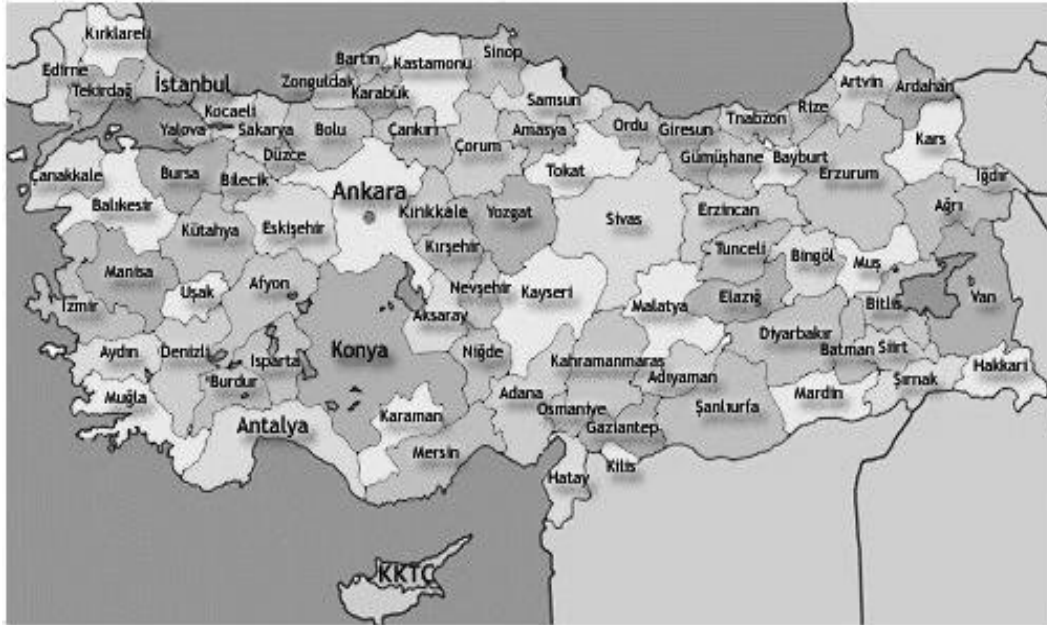 Kırklareli
Edirne
Tekirdağ
İstanbul
Kocaeli
Yalova
Sakarya
Düzce
Zonguldak
Bartın
Karabük
Kastamonu
Sinop
Samsun
Bolu
Çankırı
Çorum
Amasya
Tokat
Ordu
Giresun
Tnabzon
Rize
Artvin
Ardahan
Kars
Iğdır
Gümüşhane
Bayburt
Erzurum
Ağrı
Çanakkale
Balıkesir
Bursa
Bilecik
Kütahya
Eskişehir
Ankara
Kırıkkale
Kırşehir
Yozgat
Sivas
Erzincan
Tunceli
Bingöl
Muş
Bitlis
Van
Manisa
İzmir
Uşak
Afyon
Konya
Aksaray
Nevşehir
Kayseri
Malatya
Elazığ
Diyarbakır
Batman
Siirt
Aydın
Denizli
Isparta
Burdur
Niğde
Kahramanmaraş
Adıyaman
Şanlıurfa
Mardin
Şırnak
Hakkari
Muğla
Antalya
Karaman
Mersin
Adana
Osmaniye
Gaziantep
Kilis
Hatay
KKTC